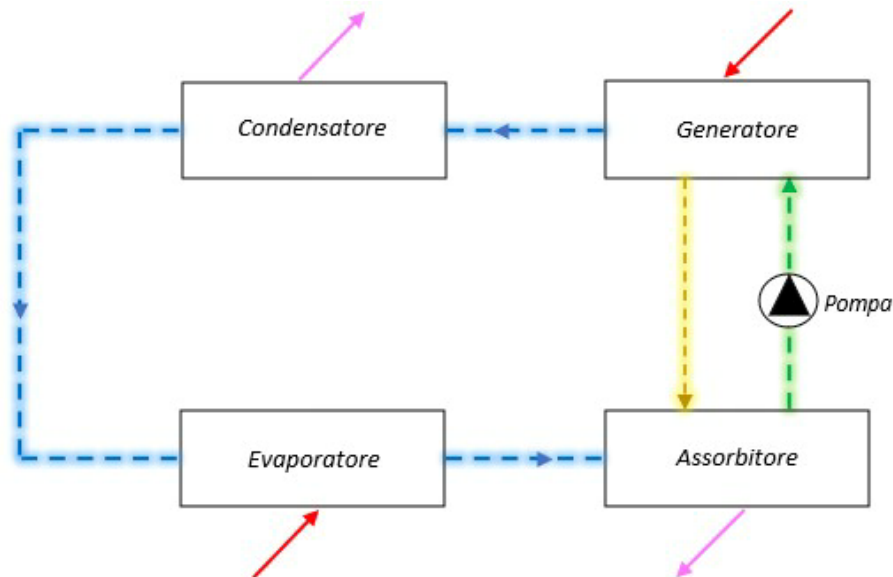 Condensatore
Generatore
Pompa
Evaporatore
Assorbitore